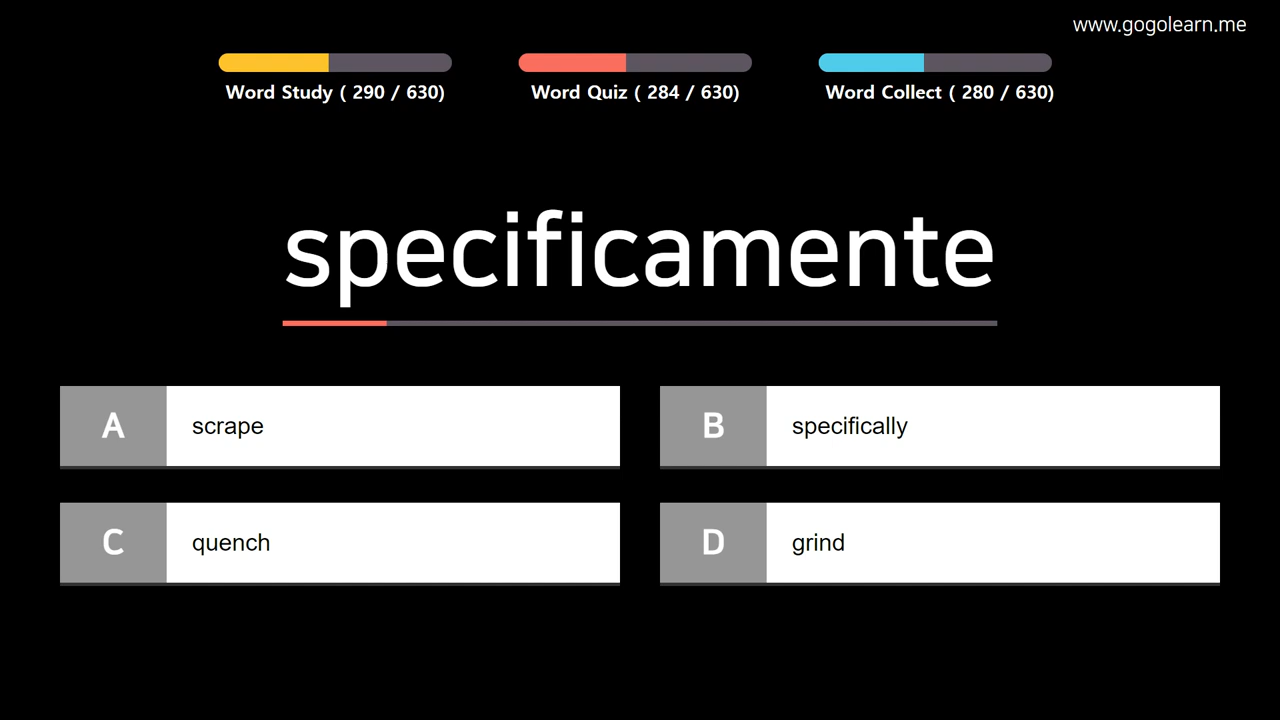 www.gogolearn.me
Word Study ( 290 / 630)
Word Quiz ( 284 / 630)
Word Collect ( 280 / 630)
specificamente
A scrape
B specifically
C quench
D grind